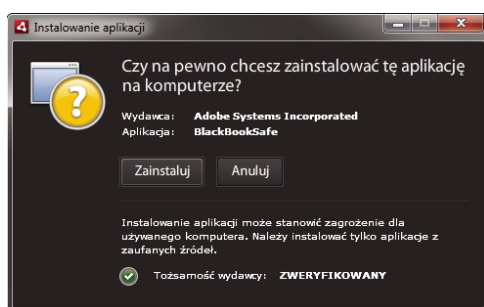 Instalowanie aplikacji
Czy na pewno chcesz zainstalować tę aplikację
na komputerze?
Wydawca: Adobe Systems Incorporated
Aplikacja: BlackBookSafe
Zainstaluj Anuluj
Instalowanie aplikacji może stanowić zagrożenie dla
używanego komputera. Należy instalować tylko aplikacje z
zaufanych źródeł.
Tożsamość wydawcy: ZWERYFIKOWANY